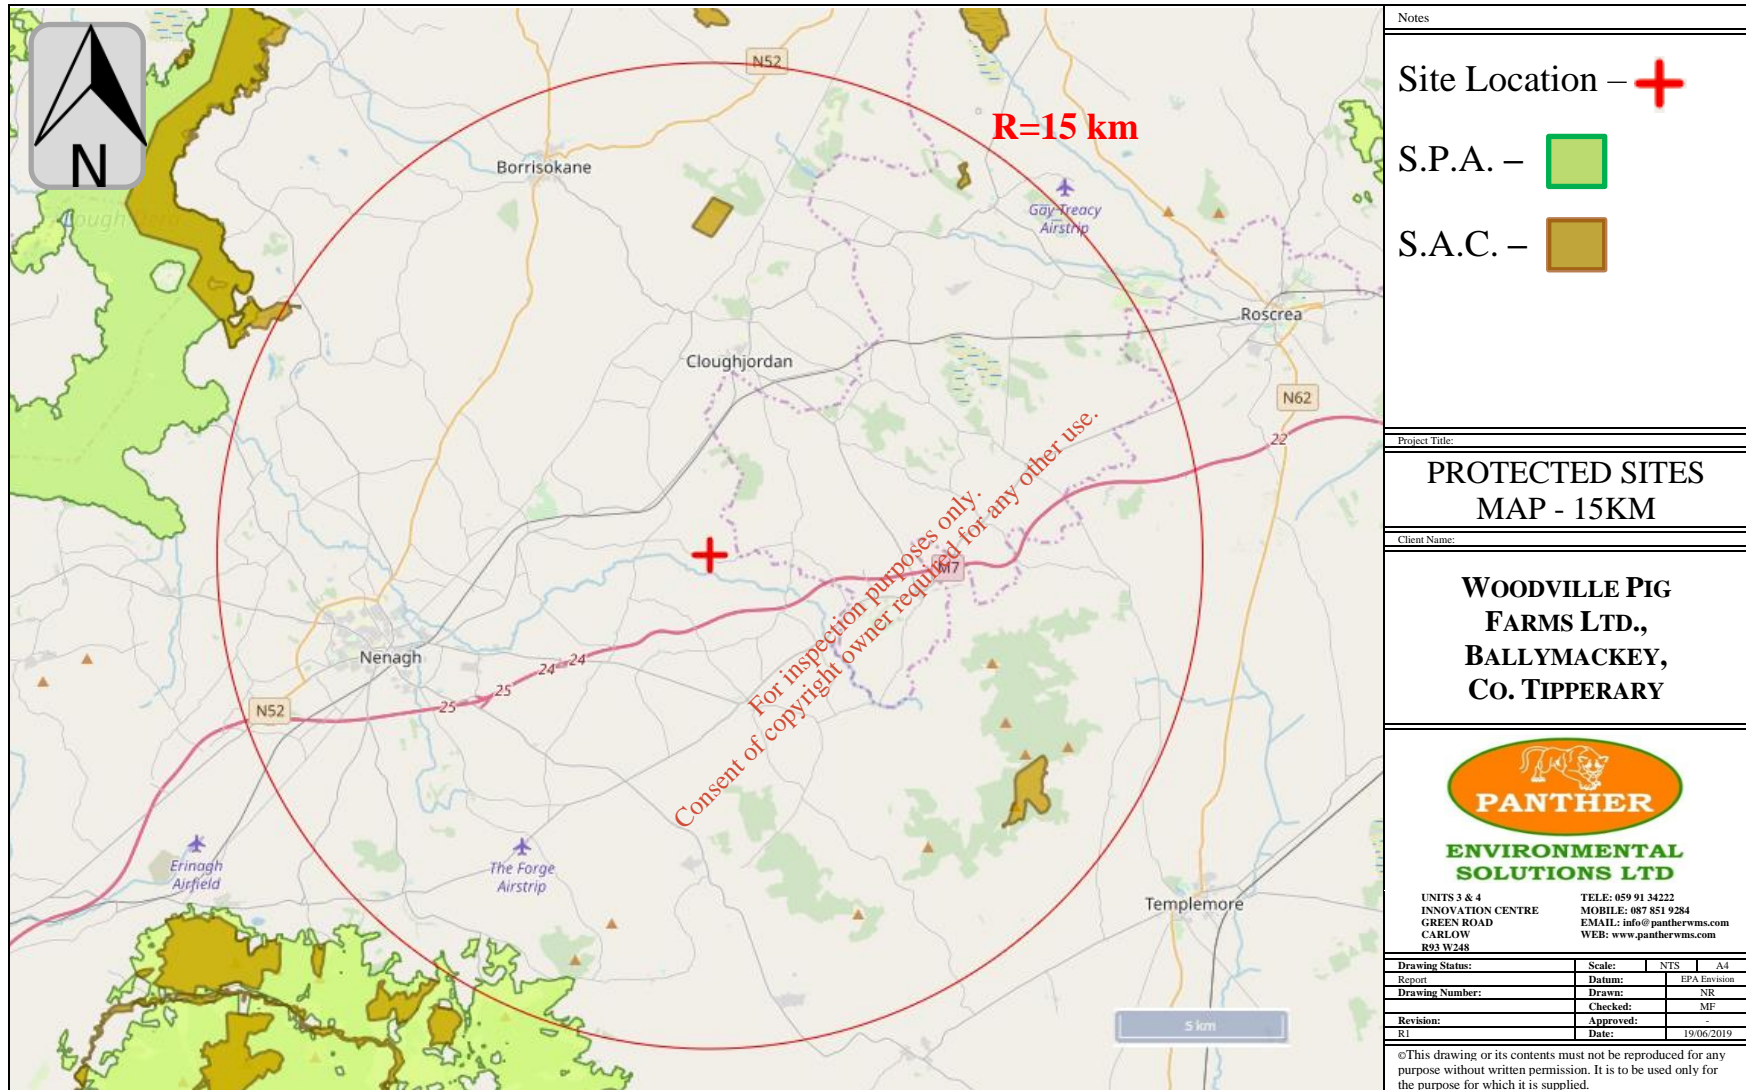 N
N52
R=15 km
Borrisokane
Gay Treacy
Airstrip
Lough Derg
Roscrea
Cloughjordan
N62
22
M7
Nenagh
24
24
25
25
N52
For inspection purposes only.
Consent of copyright owner required for any other use.
Erinagh
Airfield
The Forge
Airstrip
Templemore
5 km
Notes
Site Location –
S.P.A. –
S.A.C. –
Project Title:
PROTECTED SITES
MAP - 15KM
Client Name:
WOODVILLE PIG
FARMS LTD.,
BALLYMACKEY,
CO. TIPPERARY
PANTHER
ENVIRONMENTAL
SOLUTIONS LTD
UNITS 3 & 4
INNOVATION CENTRE
GREEN ROAD
CARLOW
R93 W248
TELE: 059 91 34222
MOBILE: 087 851 9284
EMAIL: info@pantherwms.com
WEB: www.pantherwms.com
Drawing Status: Scale: NTS A4
Report Datum: EPA Envision
Drawing Number: Drawn: NR
Checked: MF
Revision: Approved: -
R1 Date: 19/06/2019
©This drawing or its contents must not be reproduced for any
purpose without written permission. It is to be used only for
the purpose for which it is supplied.